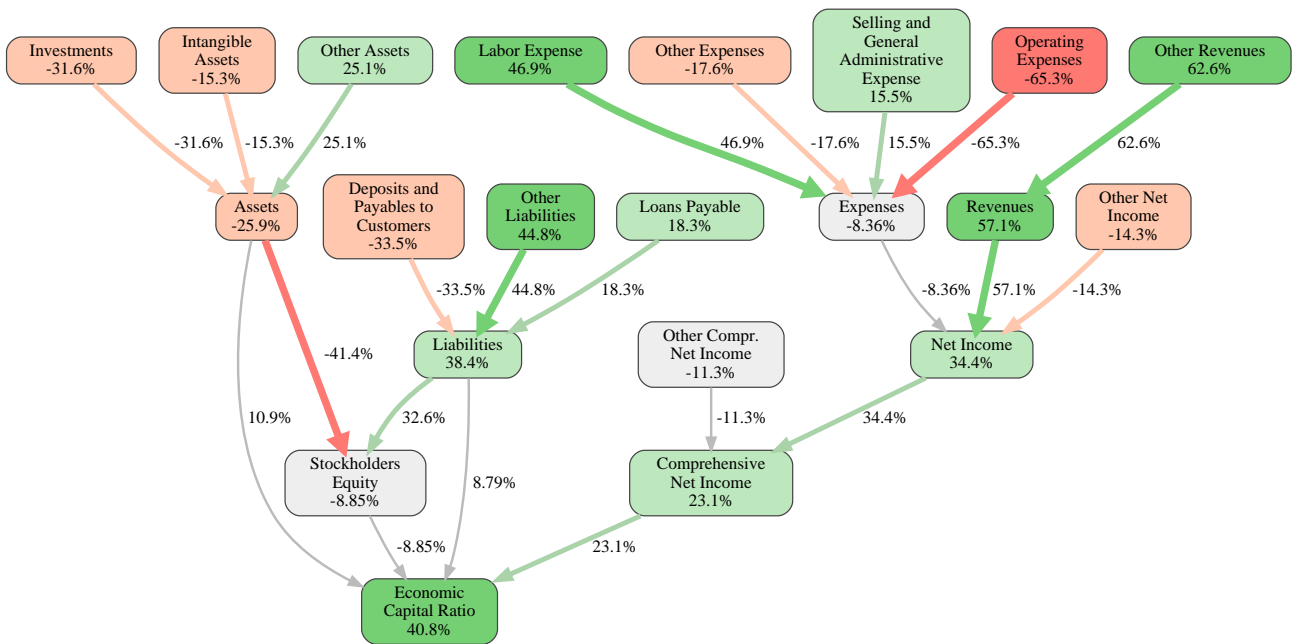 Investments
-31.6%
Intangible
Assets
-15.3%
Other Assets
25.1%
Labor Expense
46.9%
Other Expenses
-17.6%
Selling and
General
Administrative
Expense
15.5%
Operating
Expenses
-65.3%
Other Revenues
62.6%
-31.6%
-15.3%
25.1%
46.9%
-17.6%
15.5%
-65.3%
62.6%
Assets
-25.9%
Deposits and
Payables to
Customers
-33.5%
Other
Liabilities
44.8%
Loans Payable
18.3%
Expenses
-8.36%
Revenues
57.1%
Other Net
Income
-14.3%
-33.5%
44.8%
18.3%
-8.36%
57.1%
-14.3%
-41.4%
Liabilities
38.4%
Other Compr.
Net Income
-11.3%
Net Income
34.4%
10.9%
32.6%
-11.3%
34.4%
Stockholders
Equity
-8.85%
8.79%
Comprehensive
Net Income
23.1%
-8.85%
23.1%
Economic
Capital Ratio
40.8%